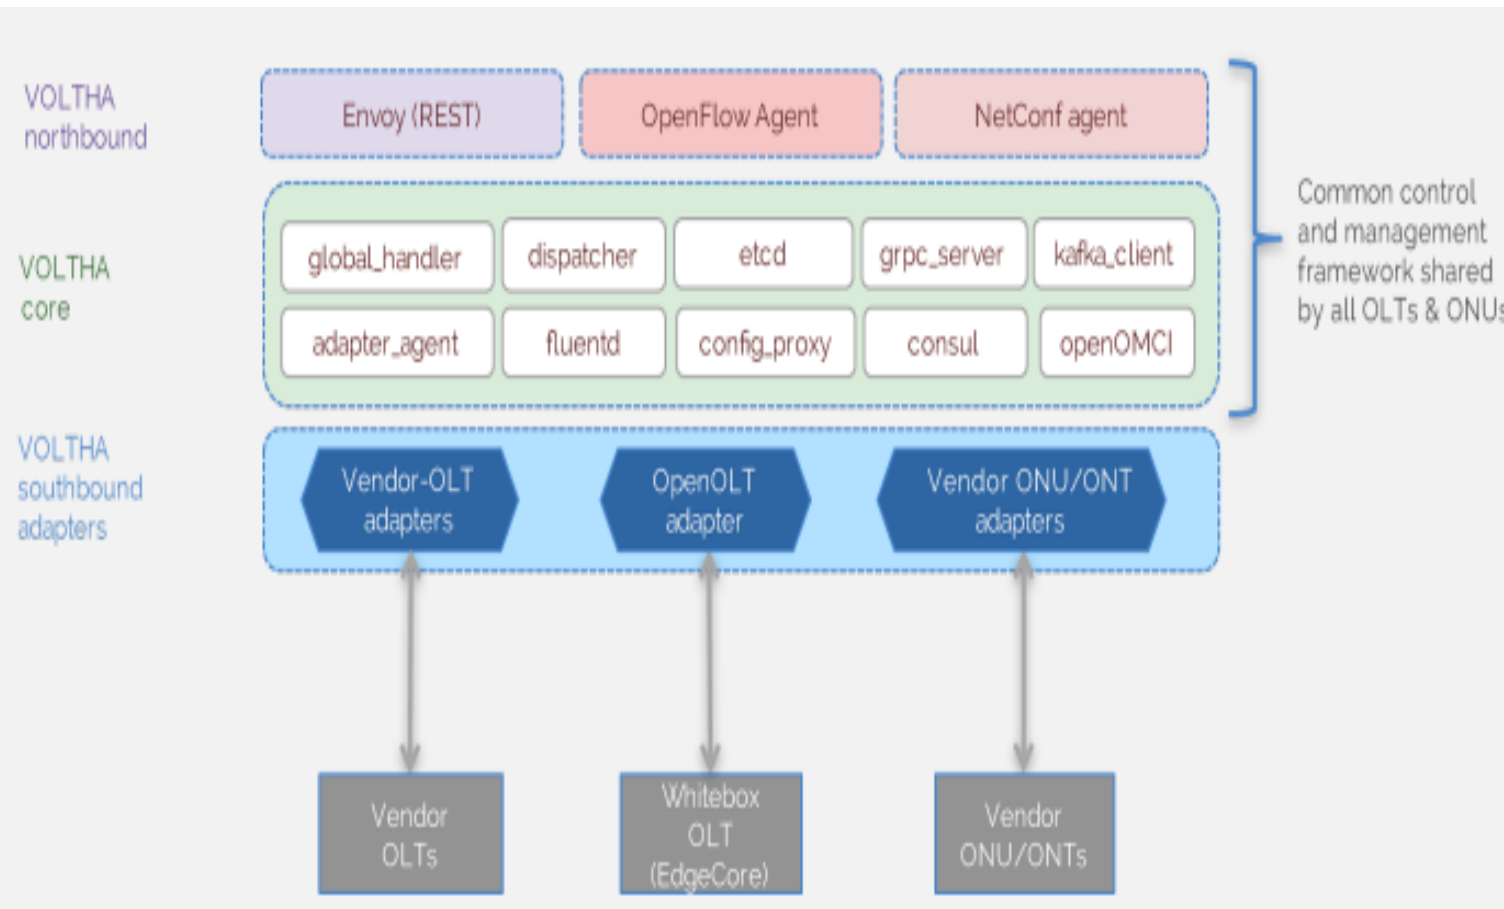 VOLTHA
northbound
Envoy (REST)
OpenFlow Agent
NetConf agent
Common control
and management
framework shared
by all OLTs & ONUs
VOLTHA
core
global_handler
dispatcher
etcd
grpc_server
kafka_client
adapter_agent
fluentd
config_proxy
consul
openOMCI
VOLTHA
southbound
adapters
Vendor-OLT
adapters
OpenOLT
adapter
Vendor ONU/ONT
adapters
Vendor
OLTs
Whitebox
OLT
(EdgeCore)
Vendor
ONU/ONTs